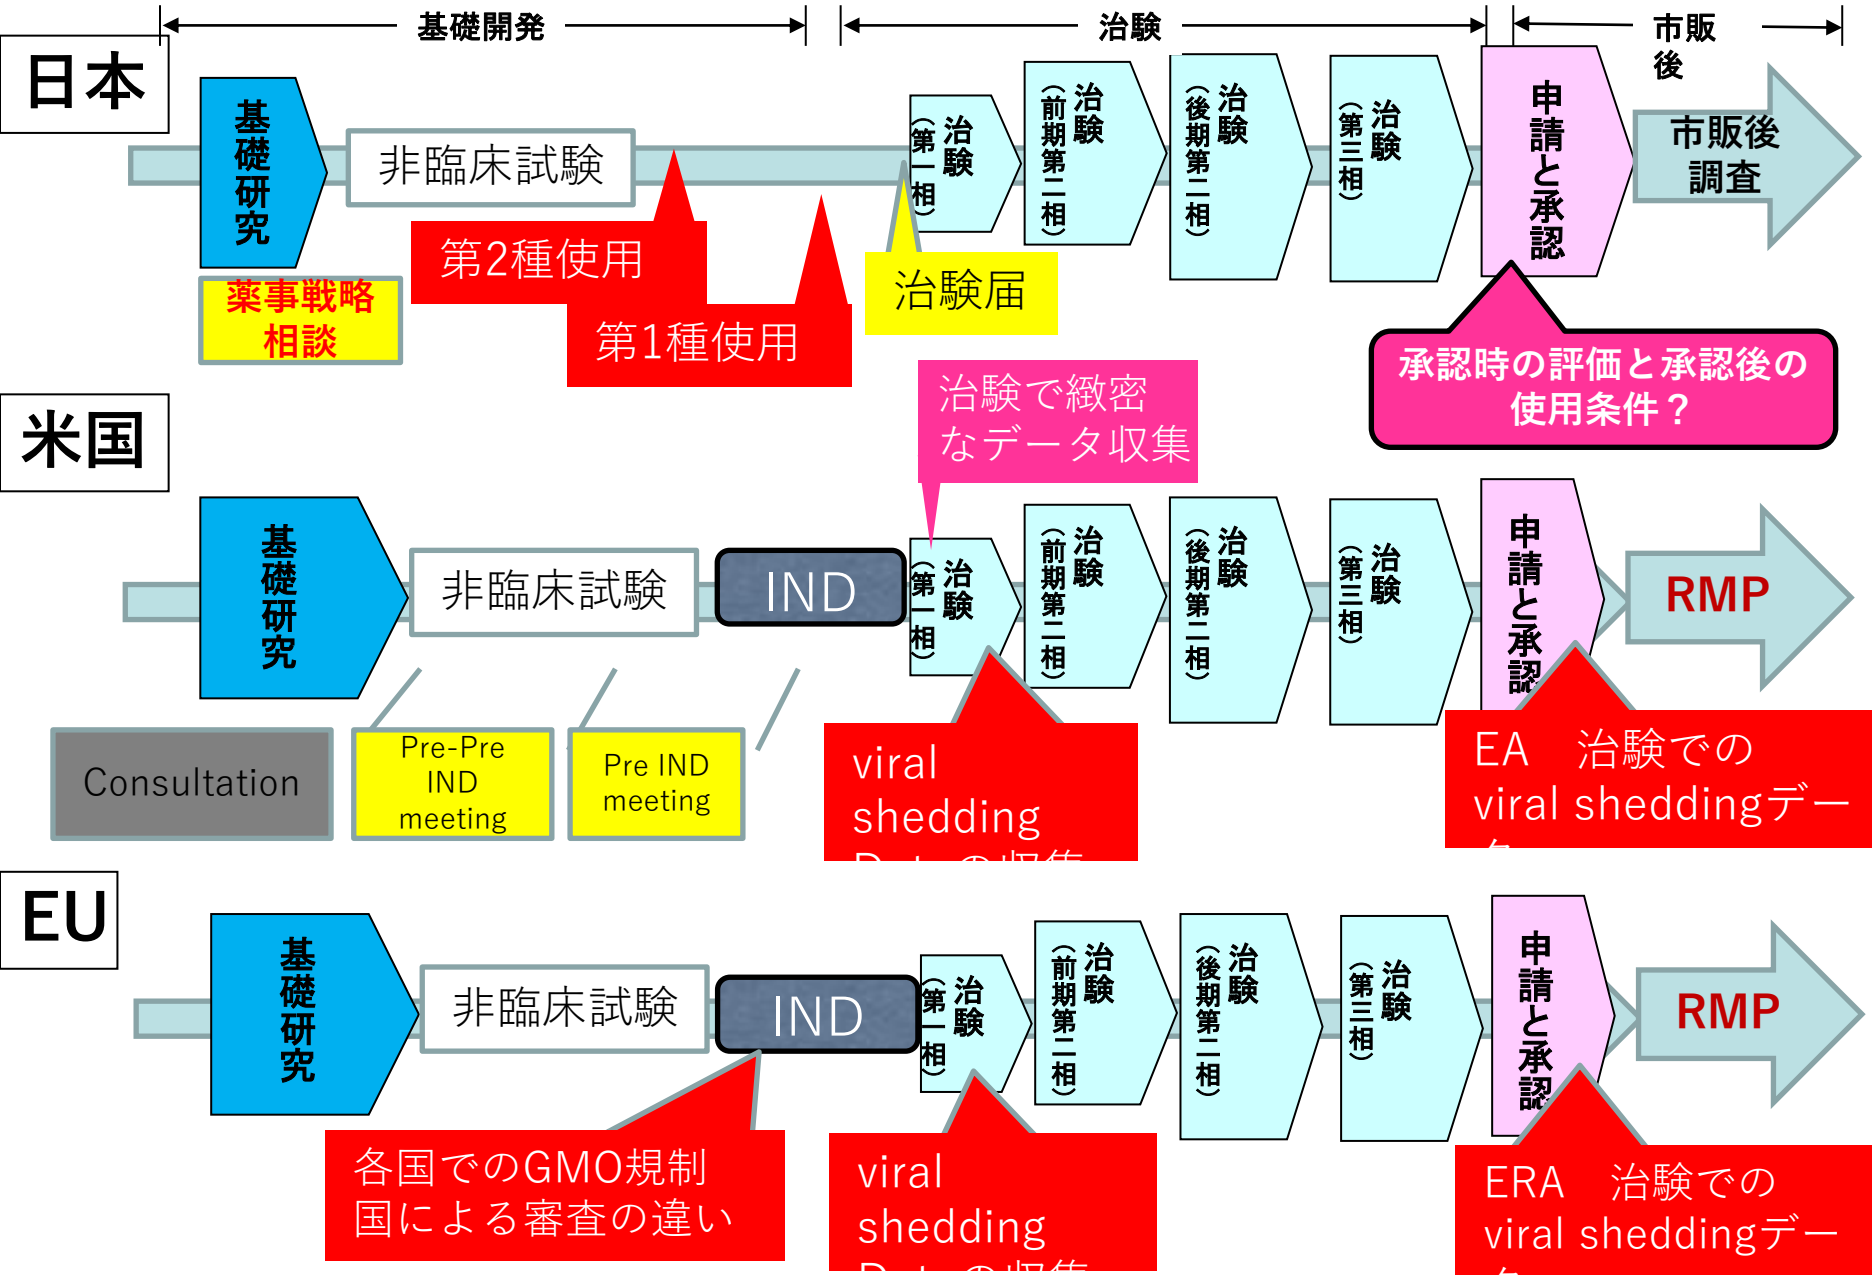 基礎開発
治験
市販
後
日本
基礎研究
非臨床試験
治験
（第一相）
治験
（前期第二相）
治験
（後期第二相）
治験
（第三相）
申請と承認
市販後
調査
薬事戦略
相談
第2種使用
第1種使用
治験届
承認時の評価と承認後の
使用条件？
米国
治験で緻密
なデータ収集
基礎研究
非臨床試験
IND
治験
（第一相）
治験
（前期第二相）
治験
（後期第二相）
治験
（第三相）
申請と承認
RMP
Consultation
Pre-Pre
IND
meeting
Pre IND
meeting
viral
shedding
の収集
EA　治験での
viral sheddingデー
EU
基礎研究
非臨床試験
IND
治験
（第一相）
治験
（前期第二相）
治験
（後期第二相）
治験
（第三相）
申請と承認
RMP
各国でのGMO規制
国による審査の違い
viral
shedding
の収集
ERA　治験での
viral sheddingデー